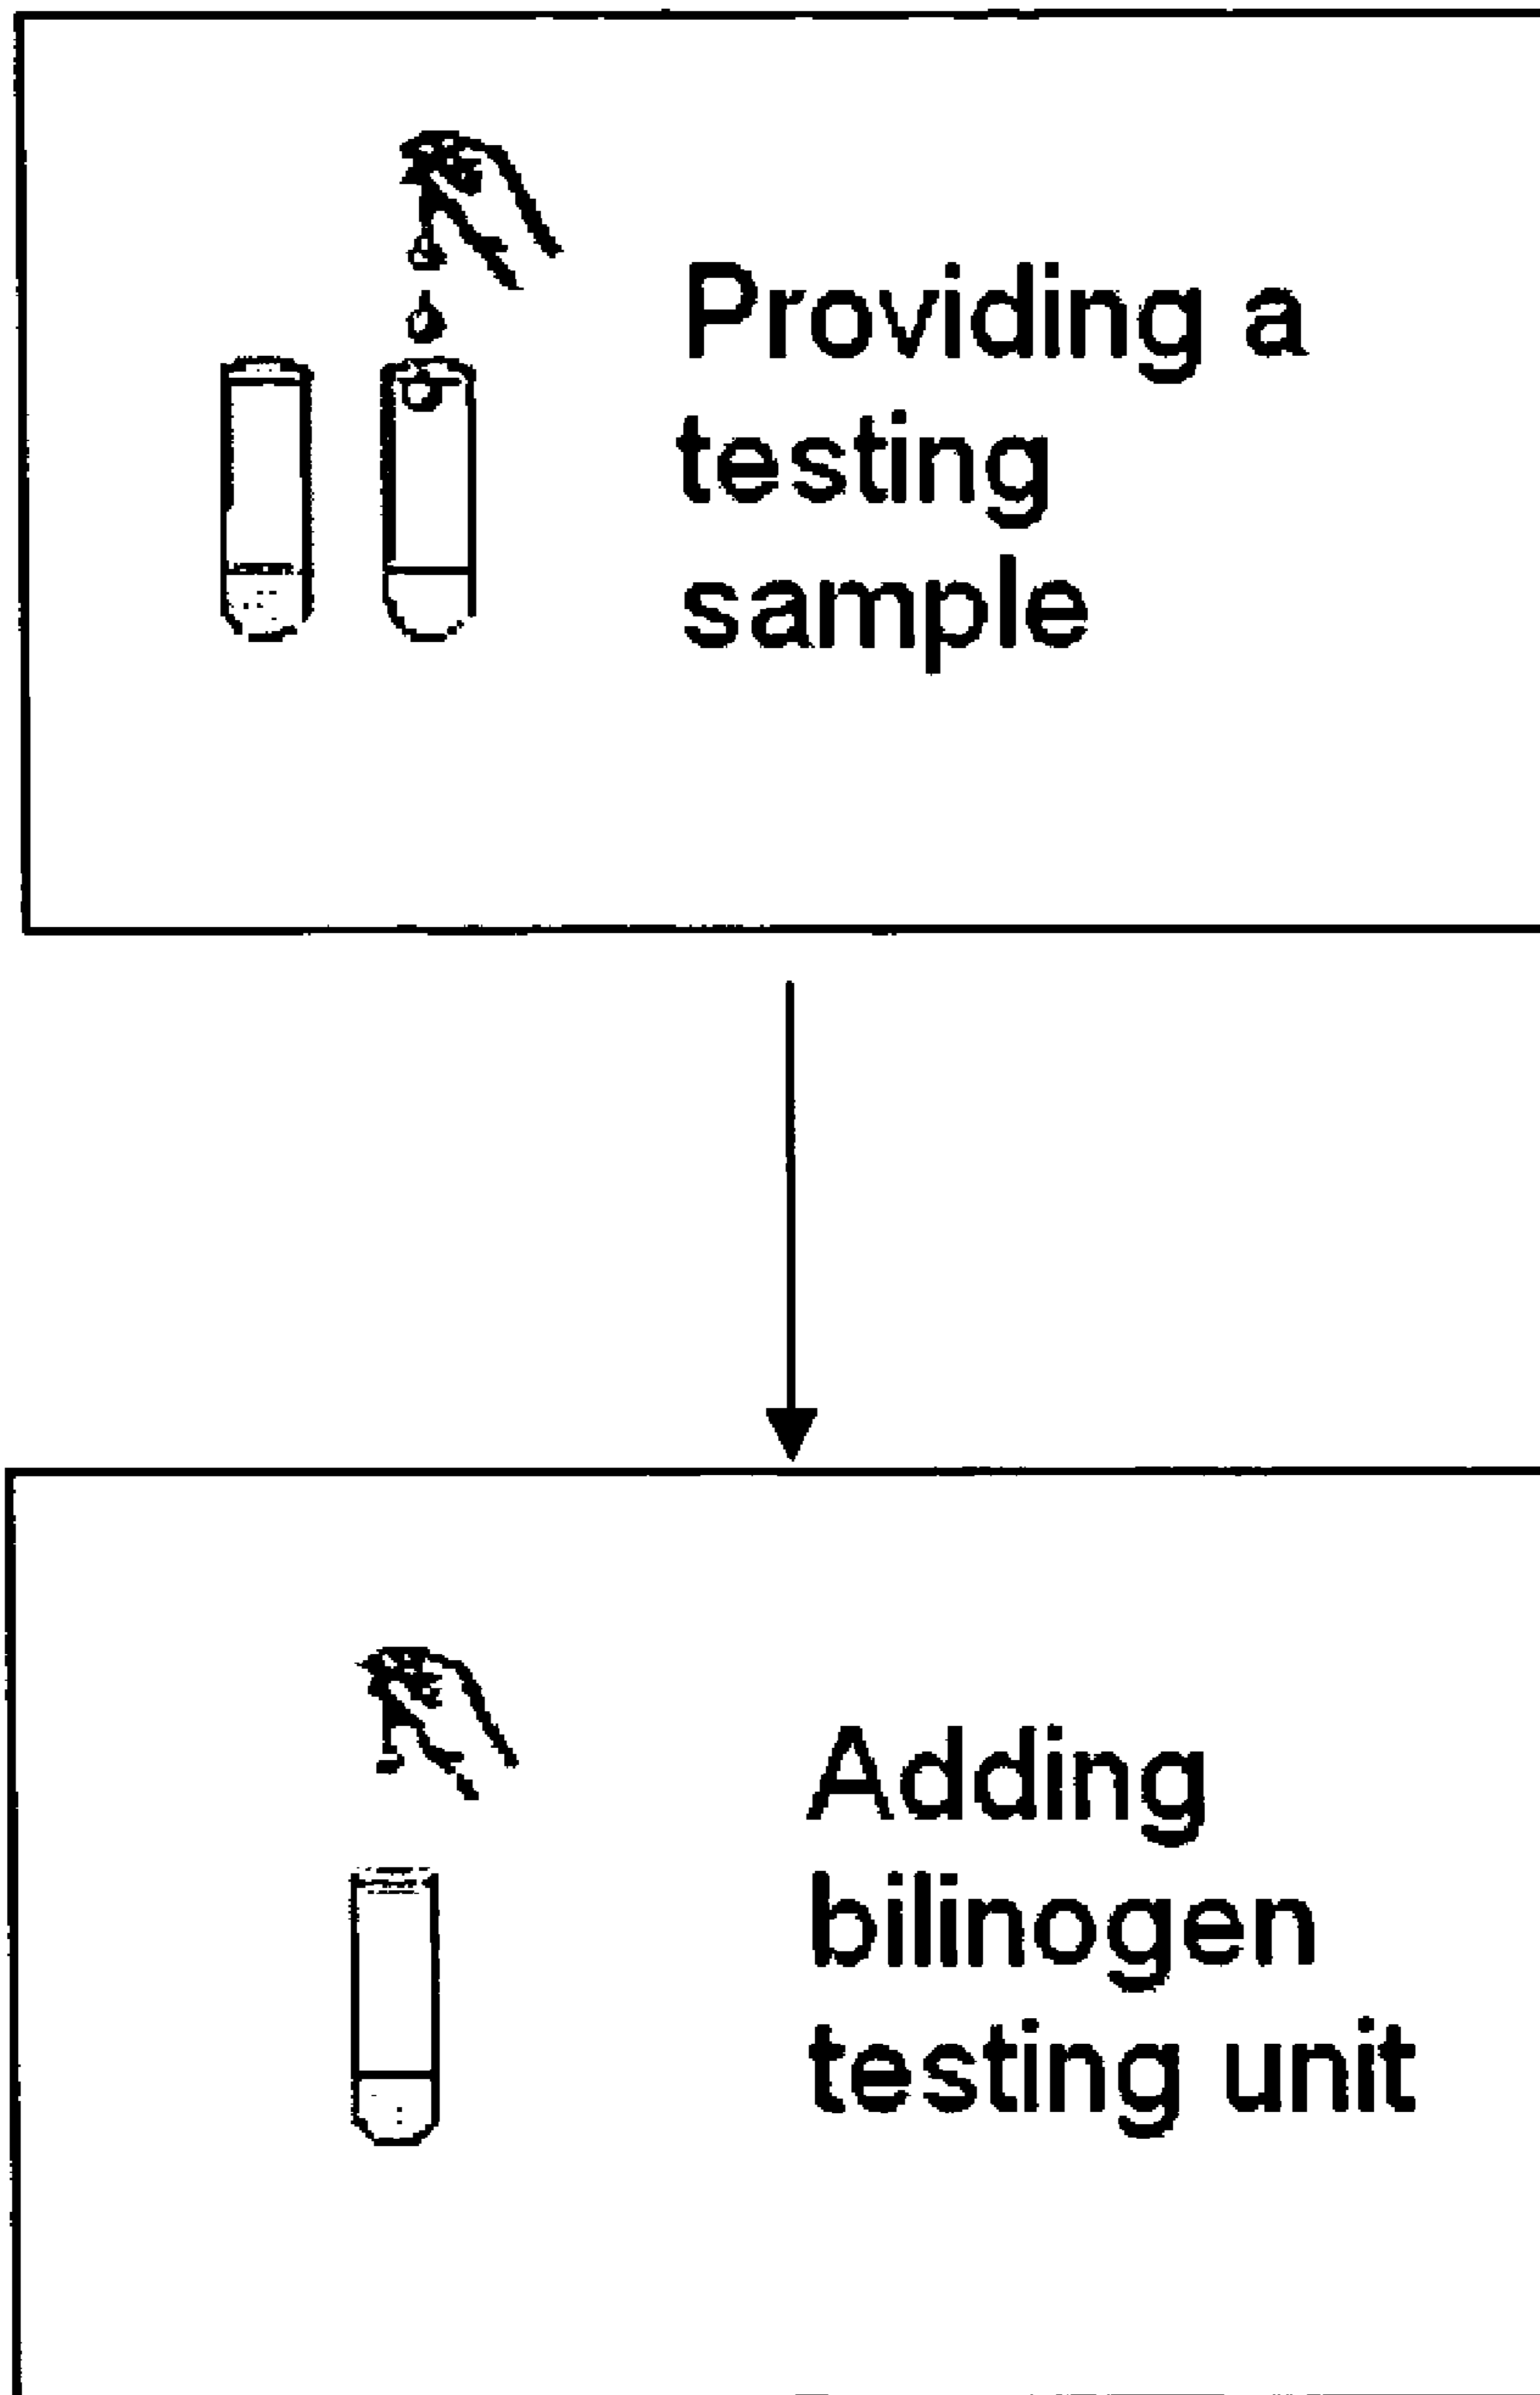 Providing a
testing
sample
Adding
bilinogen
testing unit